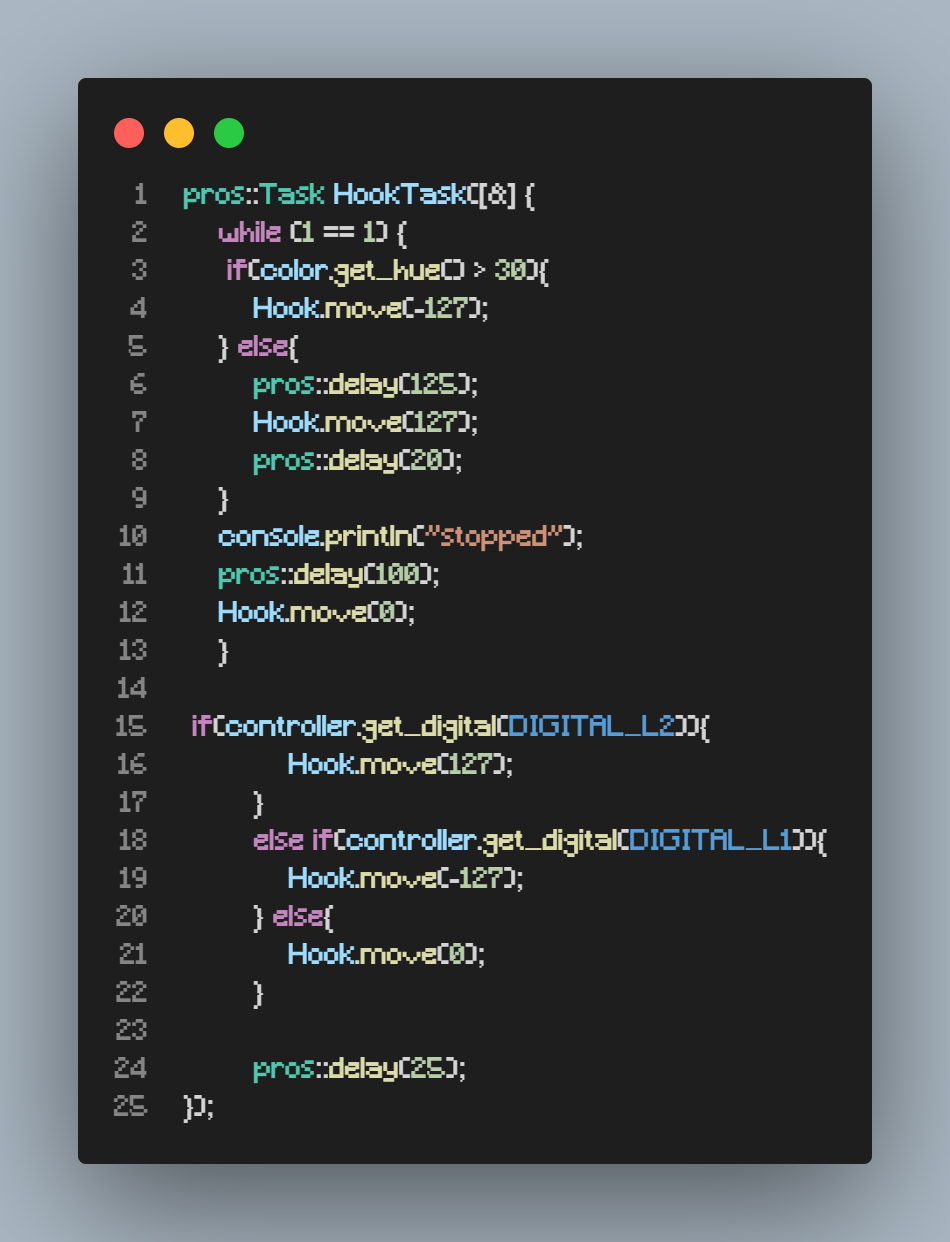 1 pros::Task HookTask([&] {
2 while (1 == 1) {
3 if(color.get_hue() > 30){
4 Hook.move(-127);
5 } else{
6 pros::delay(125);
7 Hook.move(127);
8 pros::delay(20);
9 }
10 console.println("stopped");
11 pros::delay(100);
12 Hook.move(0);
13 }
14
15 if(controller.get_digital(DIGITAL_L2)){
16 Hook.move(127);
17 }
18 else if(controller.get_digital(DIGITAL_L1)){
19 Hook.move(-127);
20 } else{
21 Hook.move(0);
22 }
23
24 pros::delay(25);
25 });